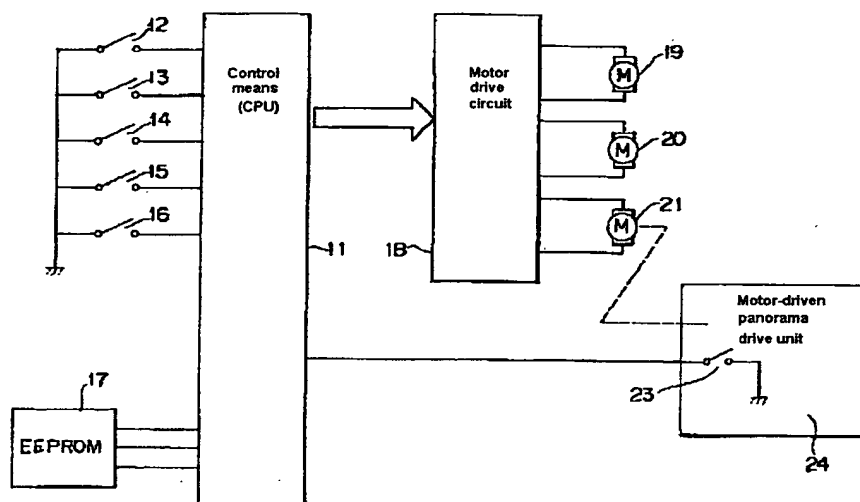 12
13
14
15
16
Control
means
(CPU)
11
Motor
drive
circuit
18
M
19
M
20
M
21
Motor-driven
panorama
drive unit
23
24
17
EEPROM